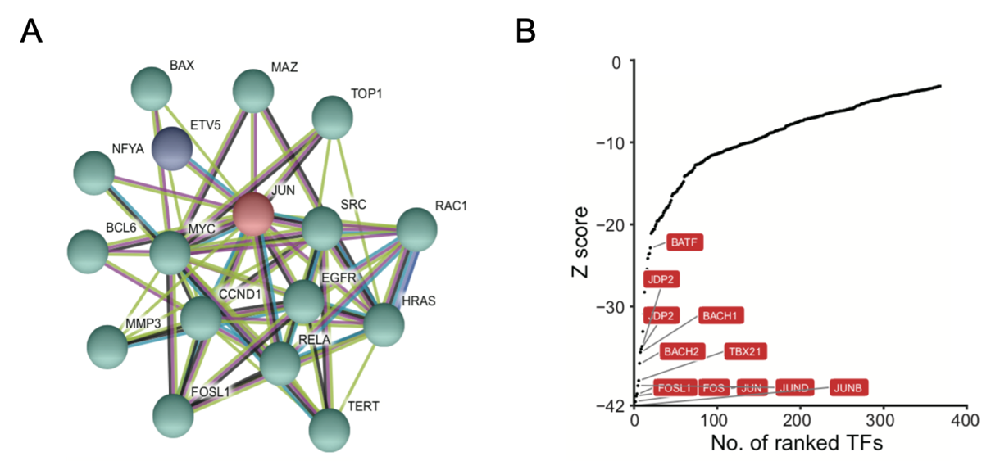 A
BAX
MAZ
TOP1
ETV5
NFYA
JUN
SRC
RAC1
BCL6
MYC
EGFR
CCND1
HRAS
MMP3
RELA
FOSL1
TERT
B
0
−10
−20
−30
−42
Z score
BATF
JDP2
JDP2
BACH1
BACH2
TBX21
FOSL1 FOS JUN JUND JUNB
0 100 200 300 400
No. of ranked TFs